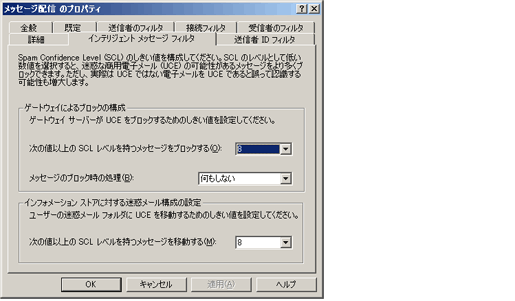 メッセージ配信 のプロパティ
全般 既定 送信者のフィルタ 接続フィルタ 受信者のフィルタ
詳細 インテリジェント メッセージ フィルタ 送信者 ID フィルタ
Spam Confidence Level (SCL) のしきい値を構成してください。SCL のレベルとして低い
数値を選択すると、迷惑な商用電子メール (UCE) の可能性があるメッセージをより多くブ
ロックできます。ただし、実際は UCE ではない電子メールを UCE であると誤って認識する
可能性も増大します。
ゲートウェイによるブロックの構成
ゲートウェイ サーバーが UCE をブロックするためのしきい値を設定してください。
次の値以上の SCL レベルを持つメッセージをブロックする(O): 8
メッセージのブロック時の処理(B): 何もしない
インフォメーション ストアに対する迷惑メール構成の設定
ユーザーの迷惑メール フォルダに UCE を移動するためのしきい値を設定してください。
次の値以上の SCL レベルを持つメッセージを移動する(M): 8
OK キャンセル 適用(A) ヘルプ